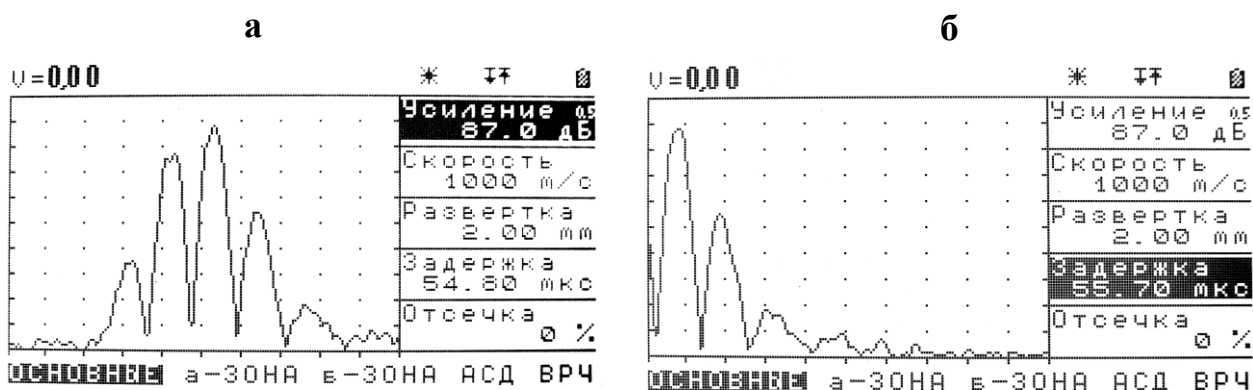 а
υ=0,00
Усиление 0.5
87.0 дБ
Скорость
1000 m/c
Развертка
2.00 mm
Задержка
54.80 мкс
Отсечка
0 %
ОСНОВНЫЕ а-ЗОНА в-ЗОНА АСД ВРЧ
б
υ=0,00
Усиление 0.5
87.0 дБ
Скорость
1000 m/c
Развертка
2.00 mm
Задержка
55.70 мкс
Отсечка
0 %
ОСНОВНЫЕ а-ЗОНА в-ЗОНА АСД ВРЧ